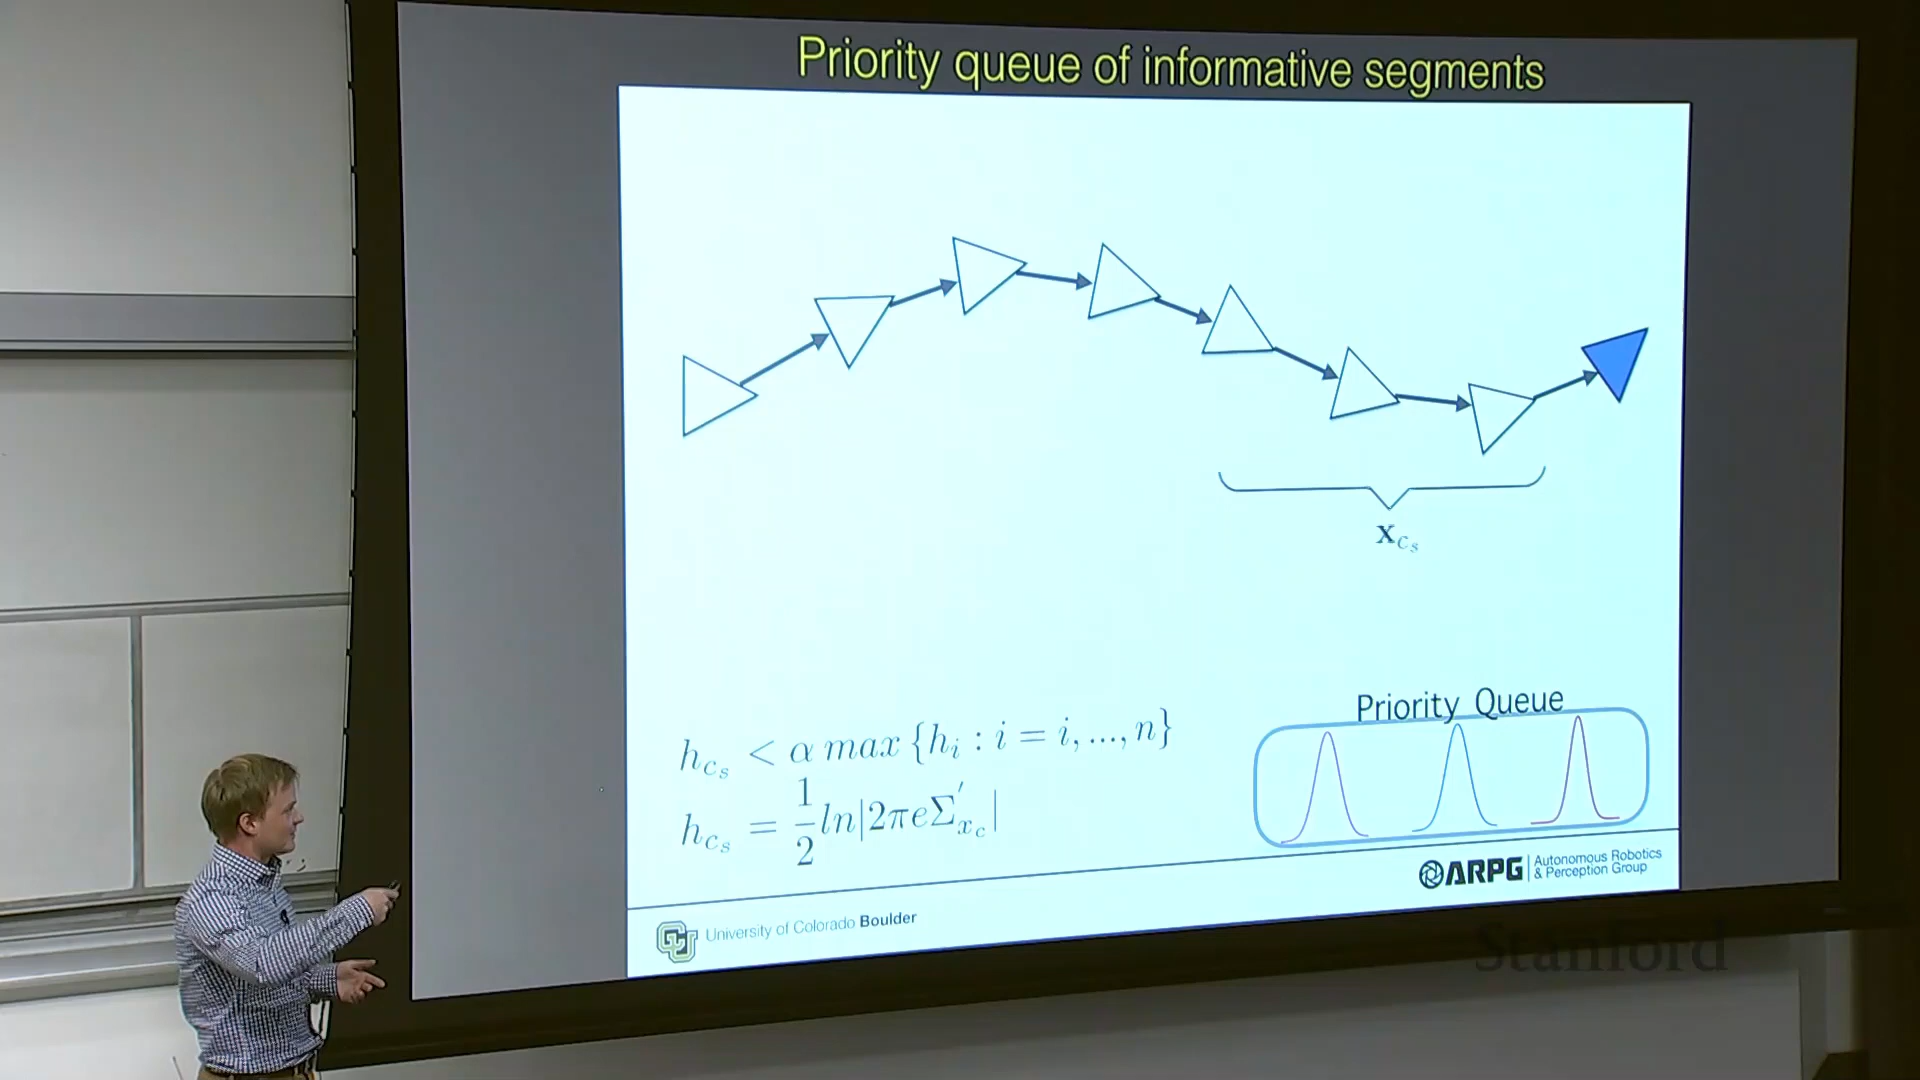 Priority queue of informative segments
x_{c_s}
Priority Queue
h_{c_s} < α max {h_i : i = i, ..., n}
h_{c_s} = \frac{1}{2} ln|2πeΣ'_{x_c}|
ARPG Autonomous Robotics
& Perception Group
University of Colorado Boulder
Stanford